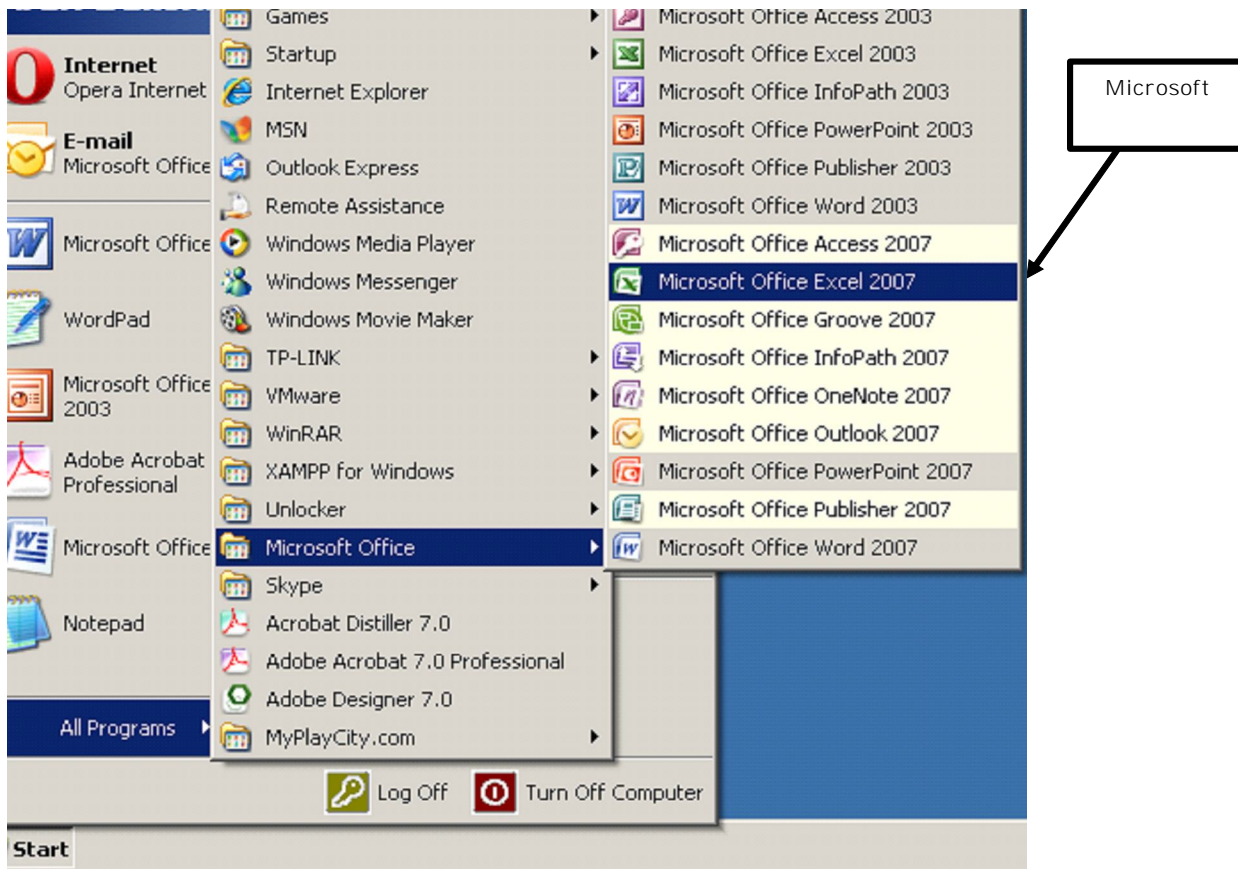 Internet
Opera Internet
E-mail
Microsoft Office
Microsoft Office
WordPad
Microsoft Office
2003
Adobe Acrobat
Professional
Microsoft Office
Notepad
All Programs
Games
Startup
Internet Explorer
MSN
Outlook Express
Remote Assistance
Windows Media Player
Windows Messenger
Windows Movie Maker
TP-LINK
VMware
WinRAR
XAMPP for Windows
Unlocker
Microsoft Office
Skype
Acrobat Distiller 7.0
Adobe Acrobat 7.0 Professional
Adobe Designer 7.0
MyPlayCity.com
Microsoft Office Access 2003
Microsoft Office Excel 2003
Microsoft Office InfoPath 2003
Microsoft Office PowerPoint 2003
Microsoft Office Publisher 2003
Microsoft Office Word 2003
Microsoft Office Access 2007
Microsoft Office Excel 2007
Microsoft Office Groove 2007
Microsoft Office InfoPath 2007
Microsoft Office OneNote 2007
Microsoft Office Outlook 2007
Microsoft Office PowerPoint 2007
Microsoft Office Publisher 2007
Microsoft Office Word 2007
Microsoft
Log Off
Turn Off Computer
Start